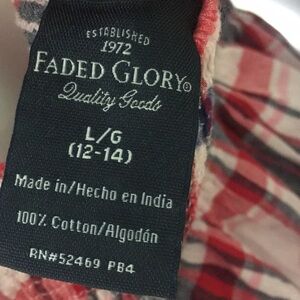 ESTABLISHED
1972
FADED GLORY®
Quality Goods
L/G
(12-14)
Made in/Hecho en India
100% Cotton/Algodón
RN#52469 PB4